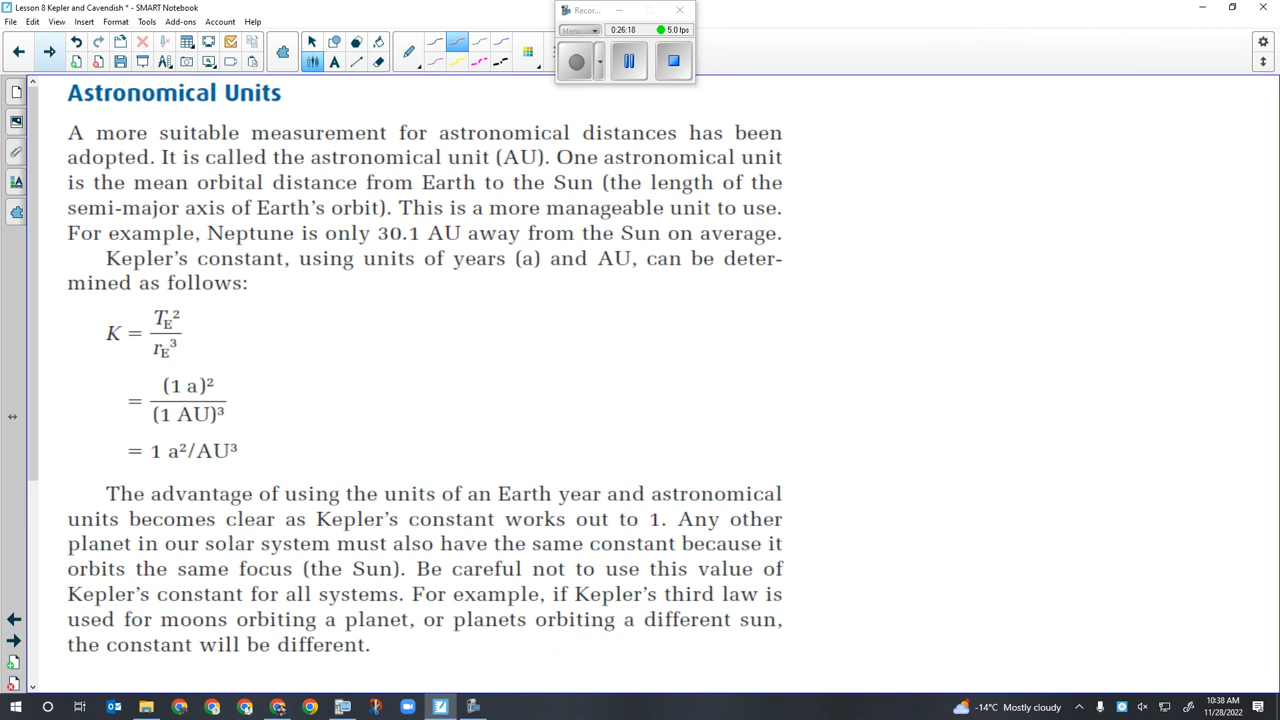 Lesson 8 Kepler and Cavendish * - SMART Notebook
Recor...
File Edit View Insert Format Tools Add-ons Account Help
Menu 0:26:18 5.0 fps
Astronomical Units
A more suitable measurement for astronomical distances has been
adopted. It is called the astronomical unit (AU). One astronomical unit
is the mean orbital distance from Earth to the Sun (the length of the
semi-major axis of Earth's orbit). This is a more manageable unit to use.
For example, Neptune is only 30.1 AU away from the Sun on average.
Kepler's constant, using units of years (a) and AU, can be deter-
mined as follows:
K = T_E² / r_E³
= (1 a)² / (1 AU)³
= 1 a²/AU³
The advantage of using the units of an Earth year and astronomical
units becomes clear as Kepler's constant works out to 1. Any other
planet in our solar system must also have the same constant because it
orbits the same focus (the Sun). Be careful not to use this value of
Kepler's constant for all systems. For example, if Kepler's third law is
used for moons orbiting a planet, or planets orbiting a different sun,
the constant will be different.
-14°C Mostly cloudy
10:38 AM
11/28/2022